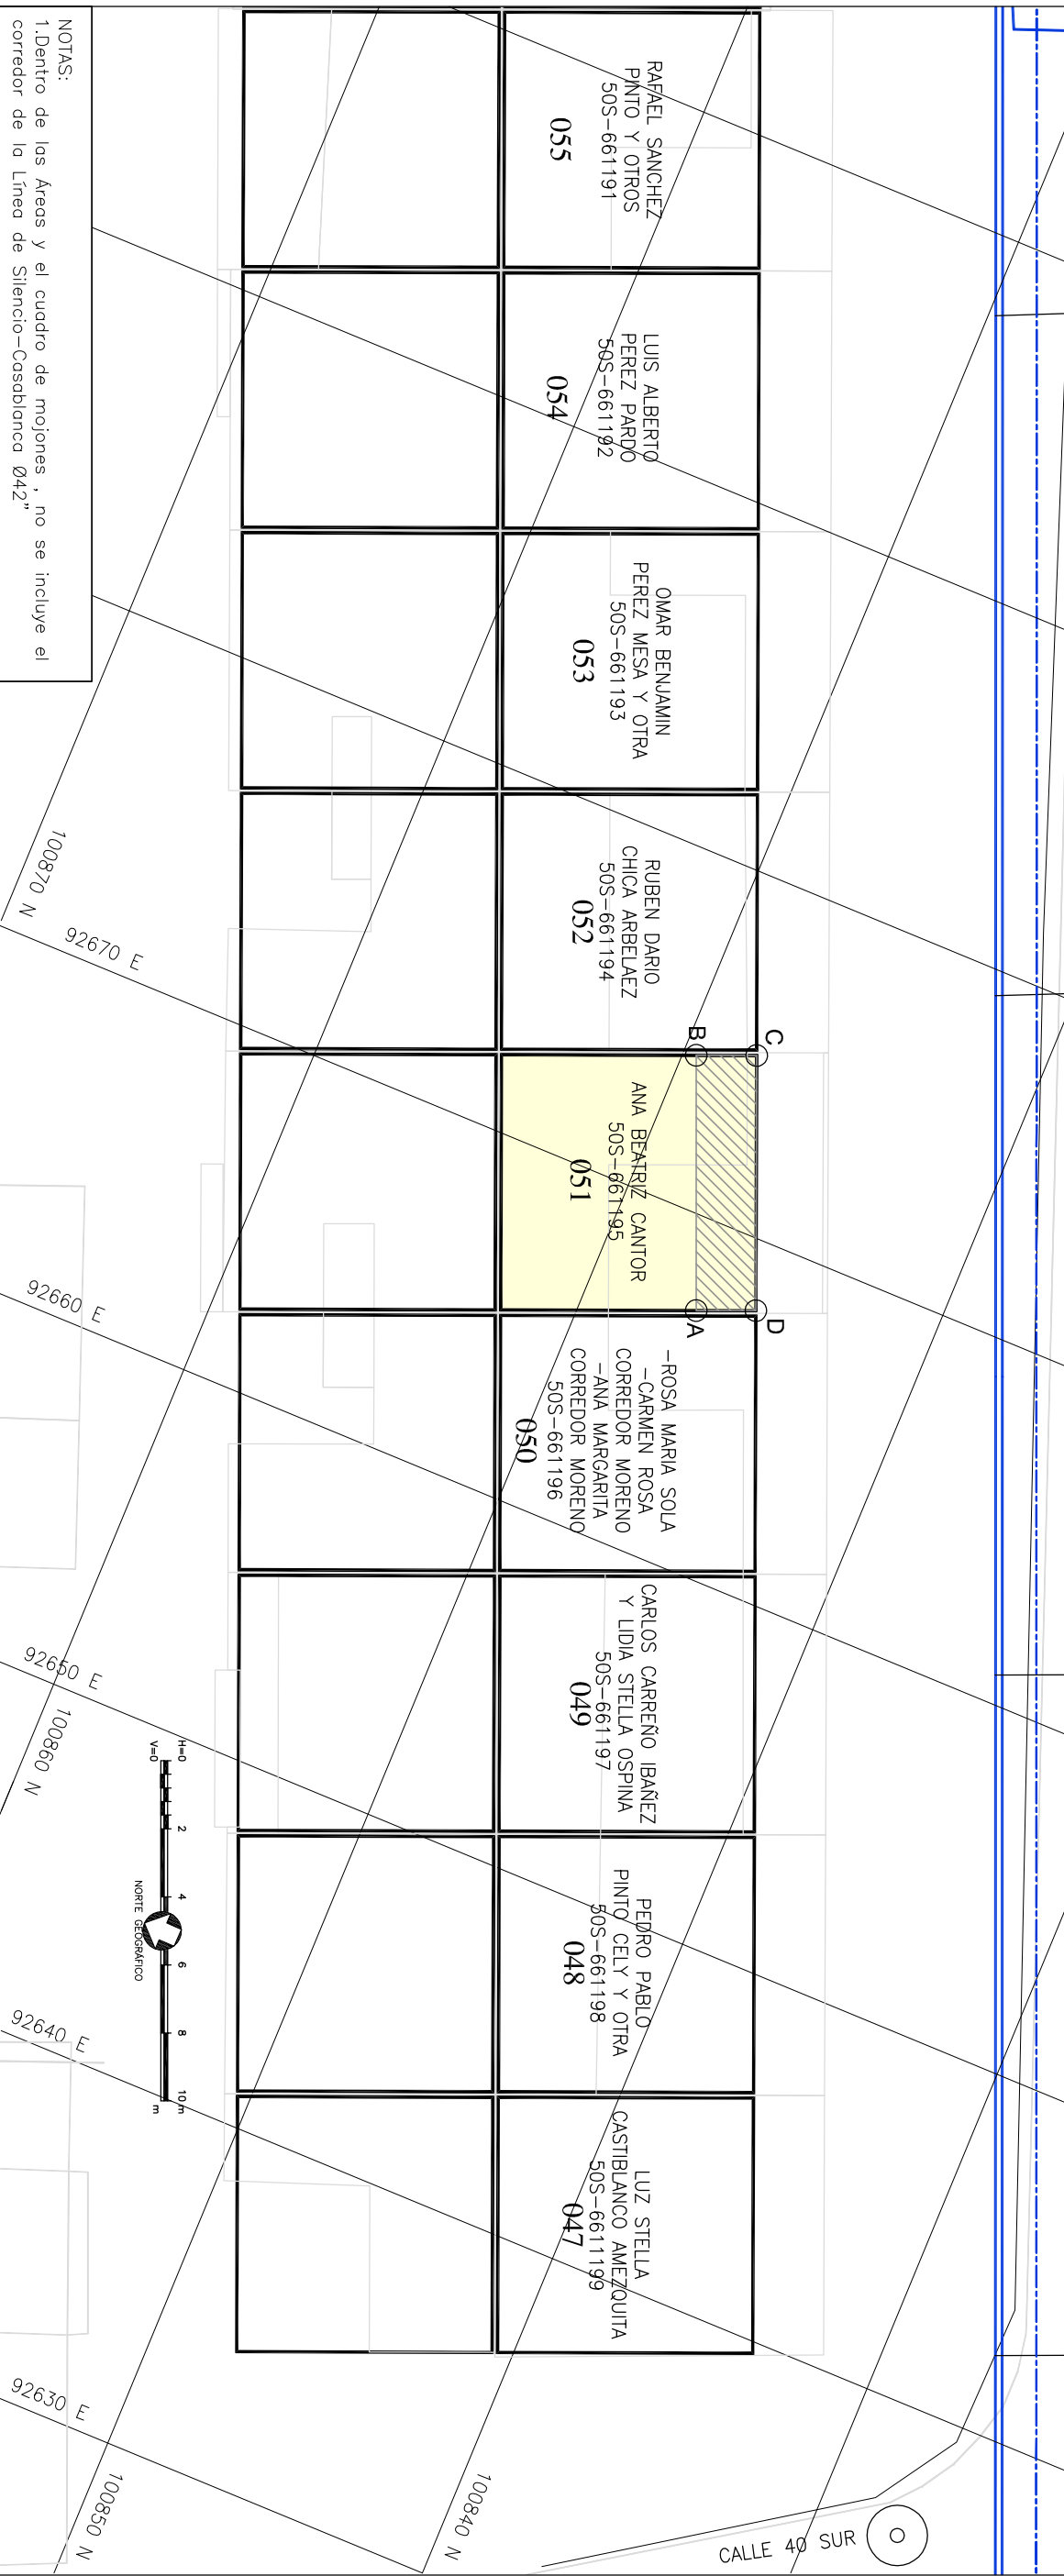 NOTAS:
1.Dentro de las Áreas y el cuadro de mojones , no se incluye el
corredor de la Línea de Silencio-Casablanca Ø42"
RAFAEL SANCHEZ
PINTO Y OTROS
50S-661191
055
LUIS ALBERTO
PEREZ PARDO
50S-661192
054
OMAR BENJAMIN
PEREZ MESA Y OTRA
50S-661193
053
RUBEN DARIO
CHICA ARBELAEZ
50S-661194
052
C
B
ANA BEATRIZ CANTOR
50S-661195
051
D
A
-ROSA MARIA SOLA
-CARMEN ROSA
CORREDOR MORENO
-ANA MARGARITA
CORREDOR MORENO
50S-661196
050
CARLOS CARREÑO IBAÑEZ
Y LIDIA STELLA OSPINA
50S-661197
049
PEDRO PABLO
PINTO CELY Y OTRA
50S-661198
048
LUZ STELLA
CASTIBLANCO AMEZQUITA
50S-6611199
047
100870 N
92670 E
92660 E
92650 E
100860 N
92640 E
92630 E
100850 N
100840 N
H=0 2 4 6 8 10 m
V=0 m
NORTE GEOGRÁFICO
CALLE 40 SUR